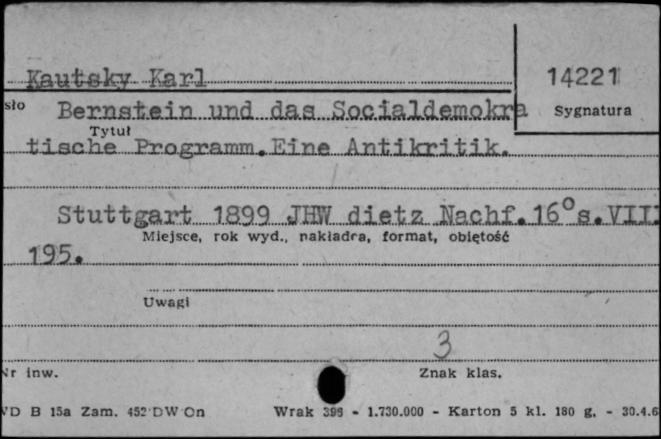 Kautsky Karl
14221
sło
Bernstein und das Socialdemokra
Sygnatura
Tytuł
tische Programm.Eine Antikritik.
Stuttgart 1899 JHW dietz Nachf.16°s.VIII
Miejsce, rok wyd., nakładca, format, objętość
195.
Uwagi
3
Nr inw.
Znak klas.
VD B 15a Zam. 452 DW On Wrak 396 - 1.730.000 - Karton 5 kl. 180 g. - 30.4.6